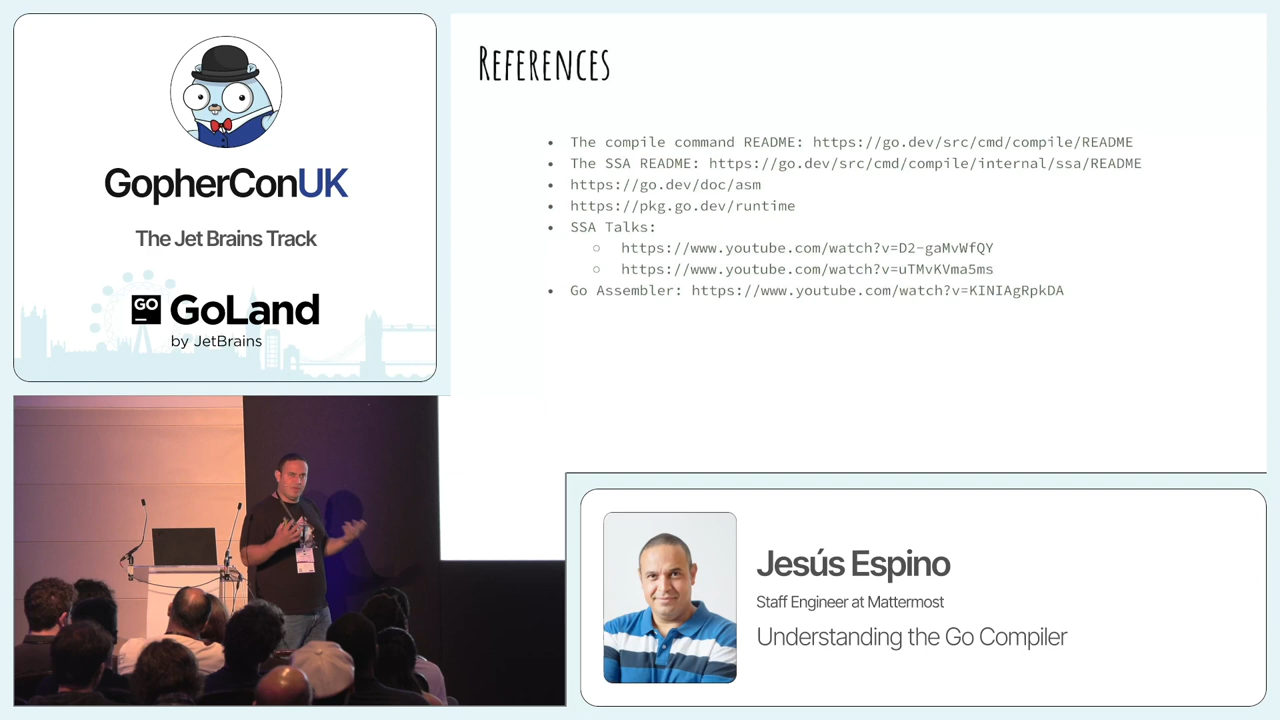 GopherConUK
The Jet Brains Track
GO
GoLand
by JetBrains
References
• The compile command README: https://go.dev/src/cmd/compile/README
• The SSA README: https://go.dev/src/cmd/compile/internal/ssa/README
• https://go.dev/doc/asm
• https://pkg.go.dev/runtime
• SSA Talks:
○ https://www.youtube.com/watch?v=D2-gaMvWfQY
○ https://www.youtube.com/watch?v=uTMvKVma5ms
• Go Assembler: https://www.youtube.com/watch?v=KINIAgRpkDA
Jesús Espino
Staff Engineer at Mattermost
Understanding the Go Compiler